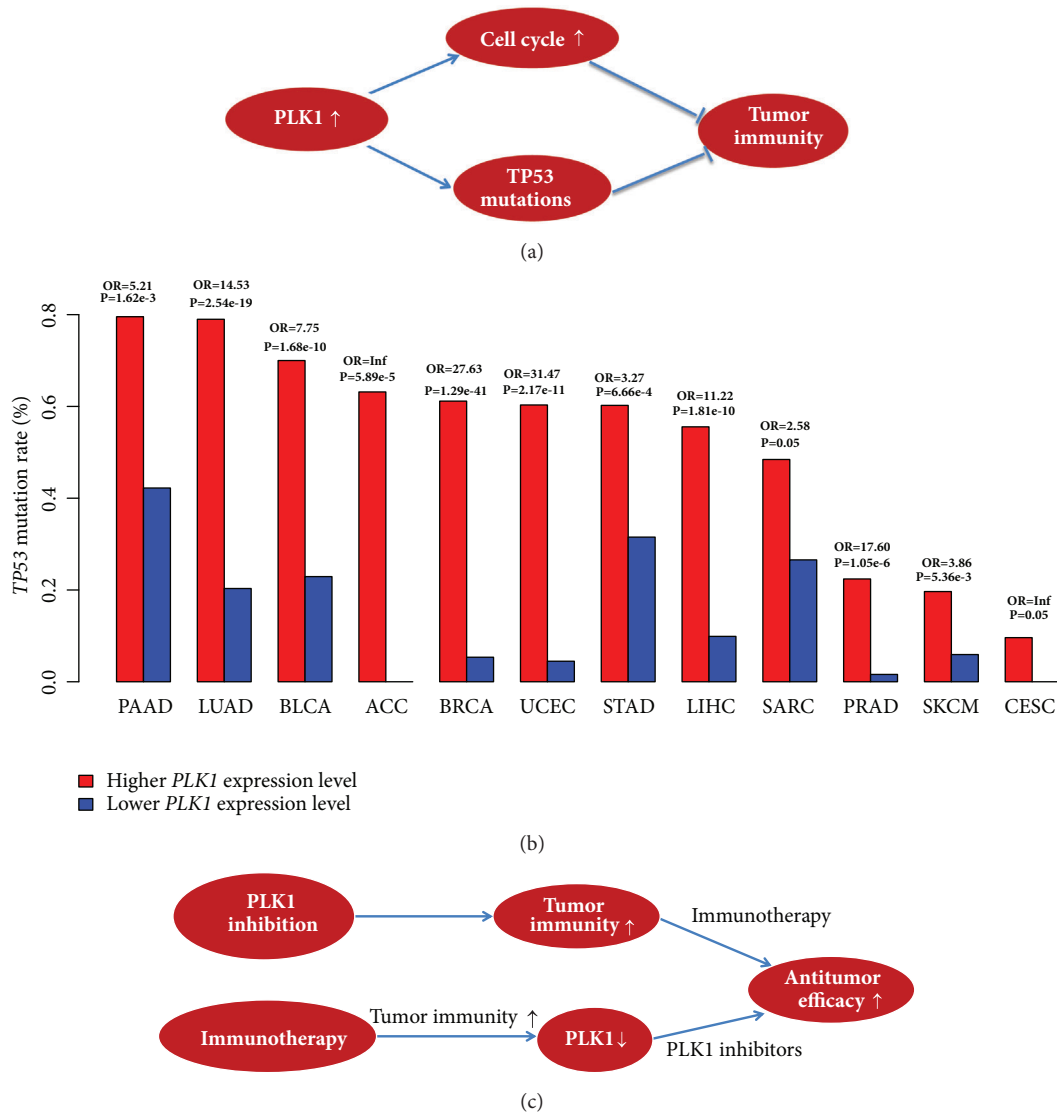 Cell cycle ↑
PLK1 ↑
Tumor
immunity
TP53
mutations
(a)
TP53 mutation rate (%)
0.8
0.6
0.4
0.2
0.0
OR=5.21
P=1.62e-3
OR=14.53
P=2.54e-19
OR=7.75
P=1.68e-10
OR=Inf
P=5.89e-5
OR=27.63
P=1.29e-41
OR=31.47
P=2.17e-11
OR=3.27
P=6.66e-4
OR=11.22
P=1.81e-10
OR=2.58
P=0.05
OR=17.60
P=1.05e-6
OR=3.86
P=5.36e-3
OR=Inf
P=0.05
PAAD LUAD BLCA ACC BRCA UCEC STAD LIHC SARC PRAD SKCM CESC
Higher PLK1 expression level
Lower PLK1 expression level
(b)
PLK1
inhibition
Tumor
immunity ↑
Immunotherapy
Antitumor
efficacy ↑
Immunotherapy
Tumor immunity ↑
PLK1 ↓
PLK1 inhibitors
(c)